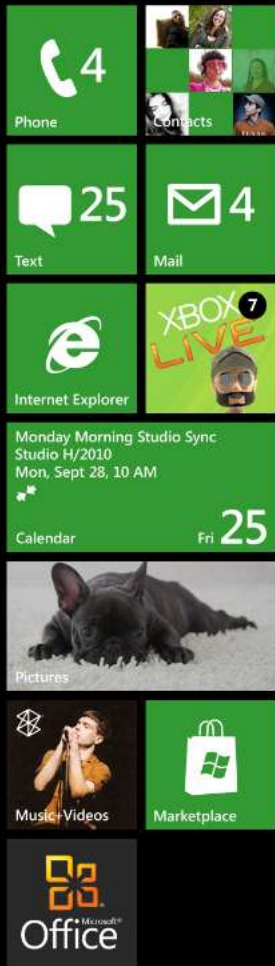 4
Phone
Contacts
25
Text
4
Mail
Internet Explorer
XBOX 7
LIVE
Monday Morning Studio Sync
Studio H/2010
Mon, Sept 28, 10 AM
Calendar
Fri 25
Pictures
Music+Videos
Marketplace
Microsoft®
Office